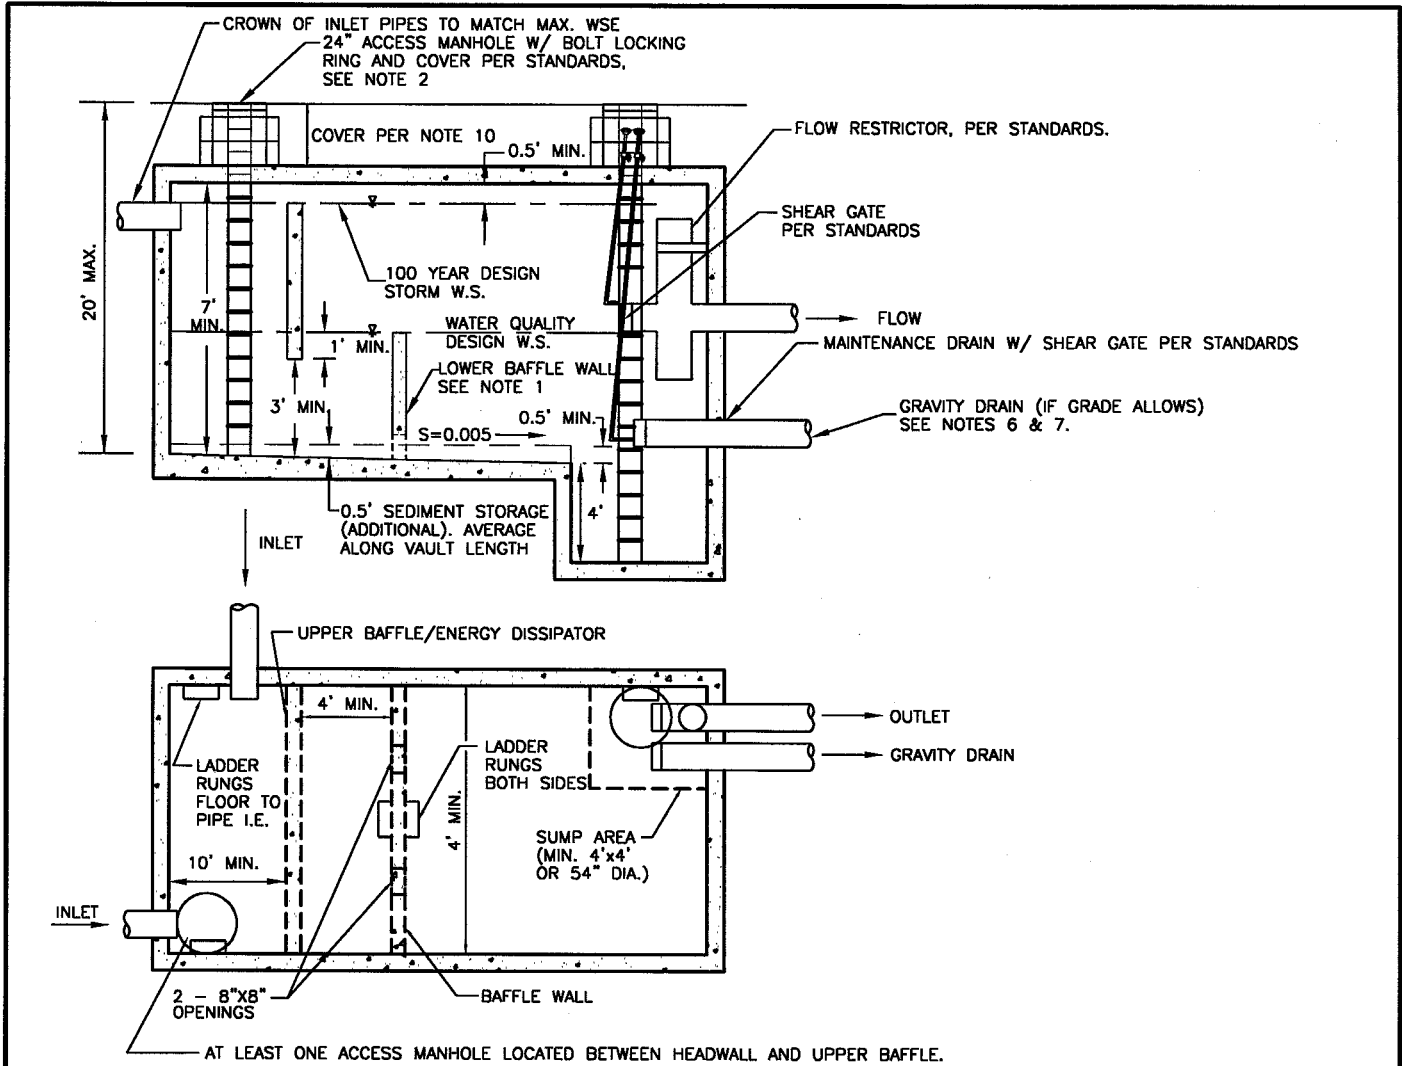 CROWN OF INLET PIPES TO MATCH MAX. WSE
24" ACCESS MANHOLE W/ BOLT LOCKING
RING AND COVER PER STANDARDS,
SEE NOTE 2
COVER PER NOTE 10
0.5' MIN.
FLOW RESTRICTOR, PER STANDARDS.
SHEAR GATE
PER STANDARDS
20' MAX.
7'
MIN.
100 YEAR DESIGN
STORM W.S.
1' MIN.
WATER QUALITY
DESIGN W.S.
FLOW
MAINTENANCE DRAIN W/ SHEAR GATE PER STANDARDS
LOWER BAFFLE WALL
SEE NOTE 1
3' MIN.
0.5' MIN.
GRAVITY DRAIN (IF GRADE ALLOWS)
SEE NOTES 6 & 7.
S=0.005
4'
0.5' SEDIMENT STORAGE
(ADDITIONAL). AVERAGE
ALONG VAULT LENGTH
INLET
UPPER BAFFLE/ENERGY DISSIPATOR
4' MIN.
OUTLET
GRAVITY DRAIN
LADDER
RUNGS
FLOOR TO
PIPE I.E.
LADDER
RUNGS
BOTH SIDES
4' MIN.
SUMP AREA
(MIN. 4'x4'
OR 54" DIA.)
10' MIN.
INLET
2 - 8"X8"
OPENINGS
BAFFLE WALL
AT LEAST ONE ACCESS MANHOLE LOCATED BETWEEN HEADWALL AND UPPER BAFFLE.